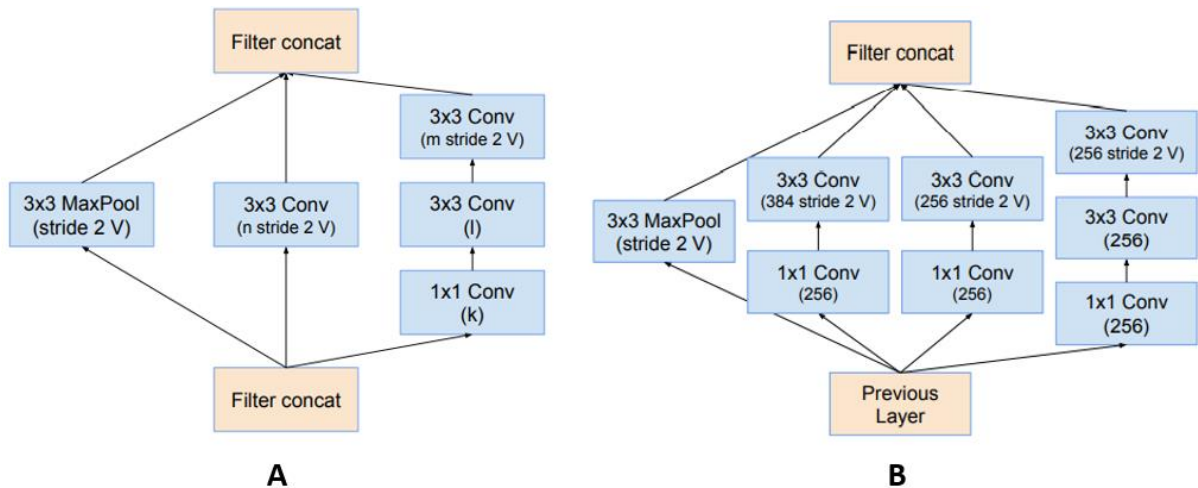 Filter concat
3x3 Conv
(m stride 2 V)
3x3 MaxPool
(stride 2 V)
3x3 Conv
(n stride 2 V)
3x3 Conv
(l)
1x1 Conv
(k)
Filter concat
A
Filter concat
3x3 Conv
(256 stride 2 V)
3x3 Conv
(384 stride 2 V)
3x3 Conv
(256 stride 2 V)
3x3 MaxPool
(stride 2 V)
3x3 Conv
(256)
1x1 Conv
(256)
1x1 Conv
(256)
1x1 Conv
(256)
Previous
Layer
B